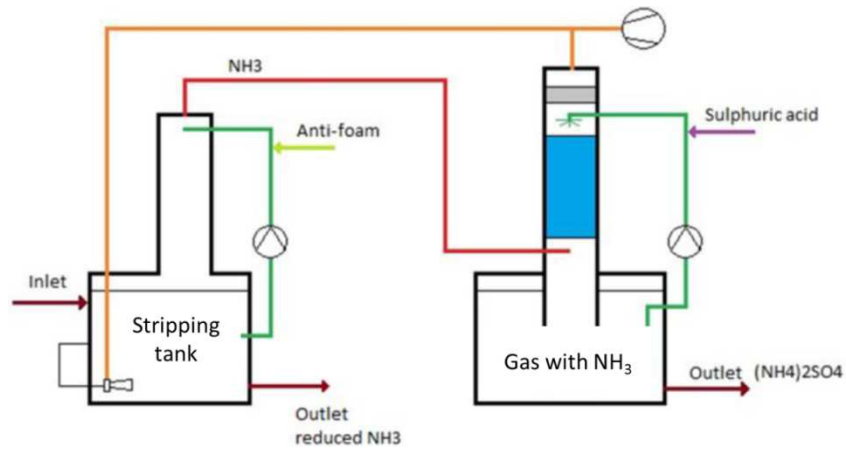 NH3
Anti-foam
Sulphuric acid
Inlet
Stripping
tank
Gas with NH₃
Outlet (NH4)2SO4
Outlet
reduced NH3